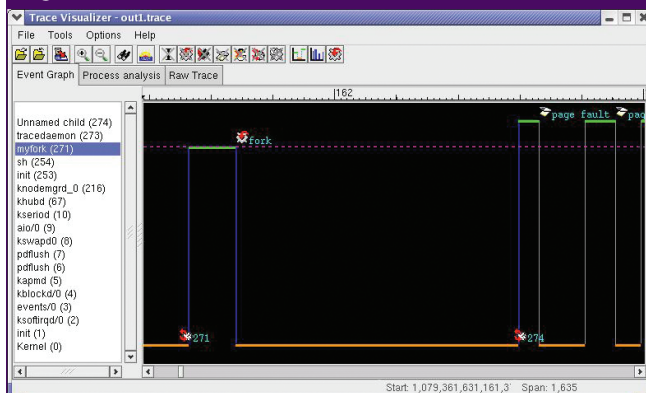 Trace Visualizer - out1.trace
File Tools Options Help
Event Graph Process analysis Raw Trace
162
Unnamed child (274)
tracedaemon (273)
myfork (271)
sh (254)
init (253)
knodemgrd_0 (216)
khubd (67)
kseriod (10)
aio/0 (9)
kswapd0 (8)
pdflush (7)
pdflush (6)
kapmd (5)
kblockd/0 (4)
events/0 (3)
ksoftirqd/0 (2)
init (1)
Kernel (0)
fork
page fault pag
271
274
Start: 1,079,361,631,161,3 Span: 1,635